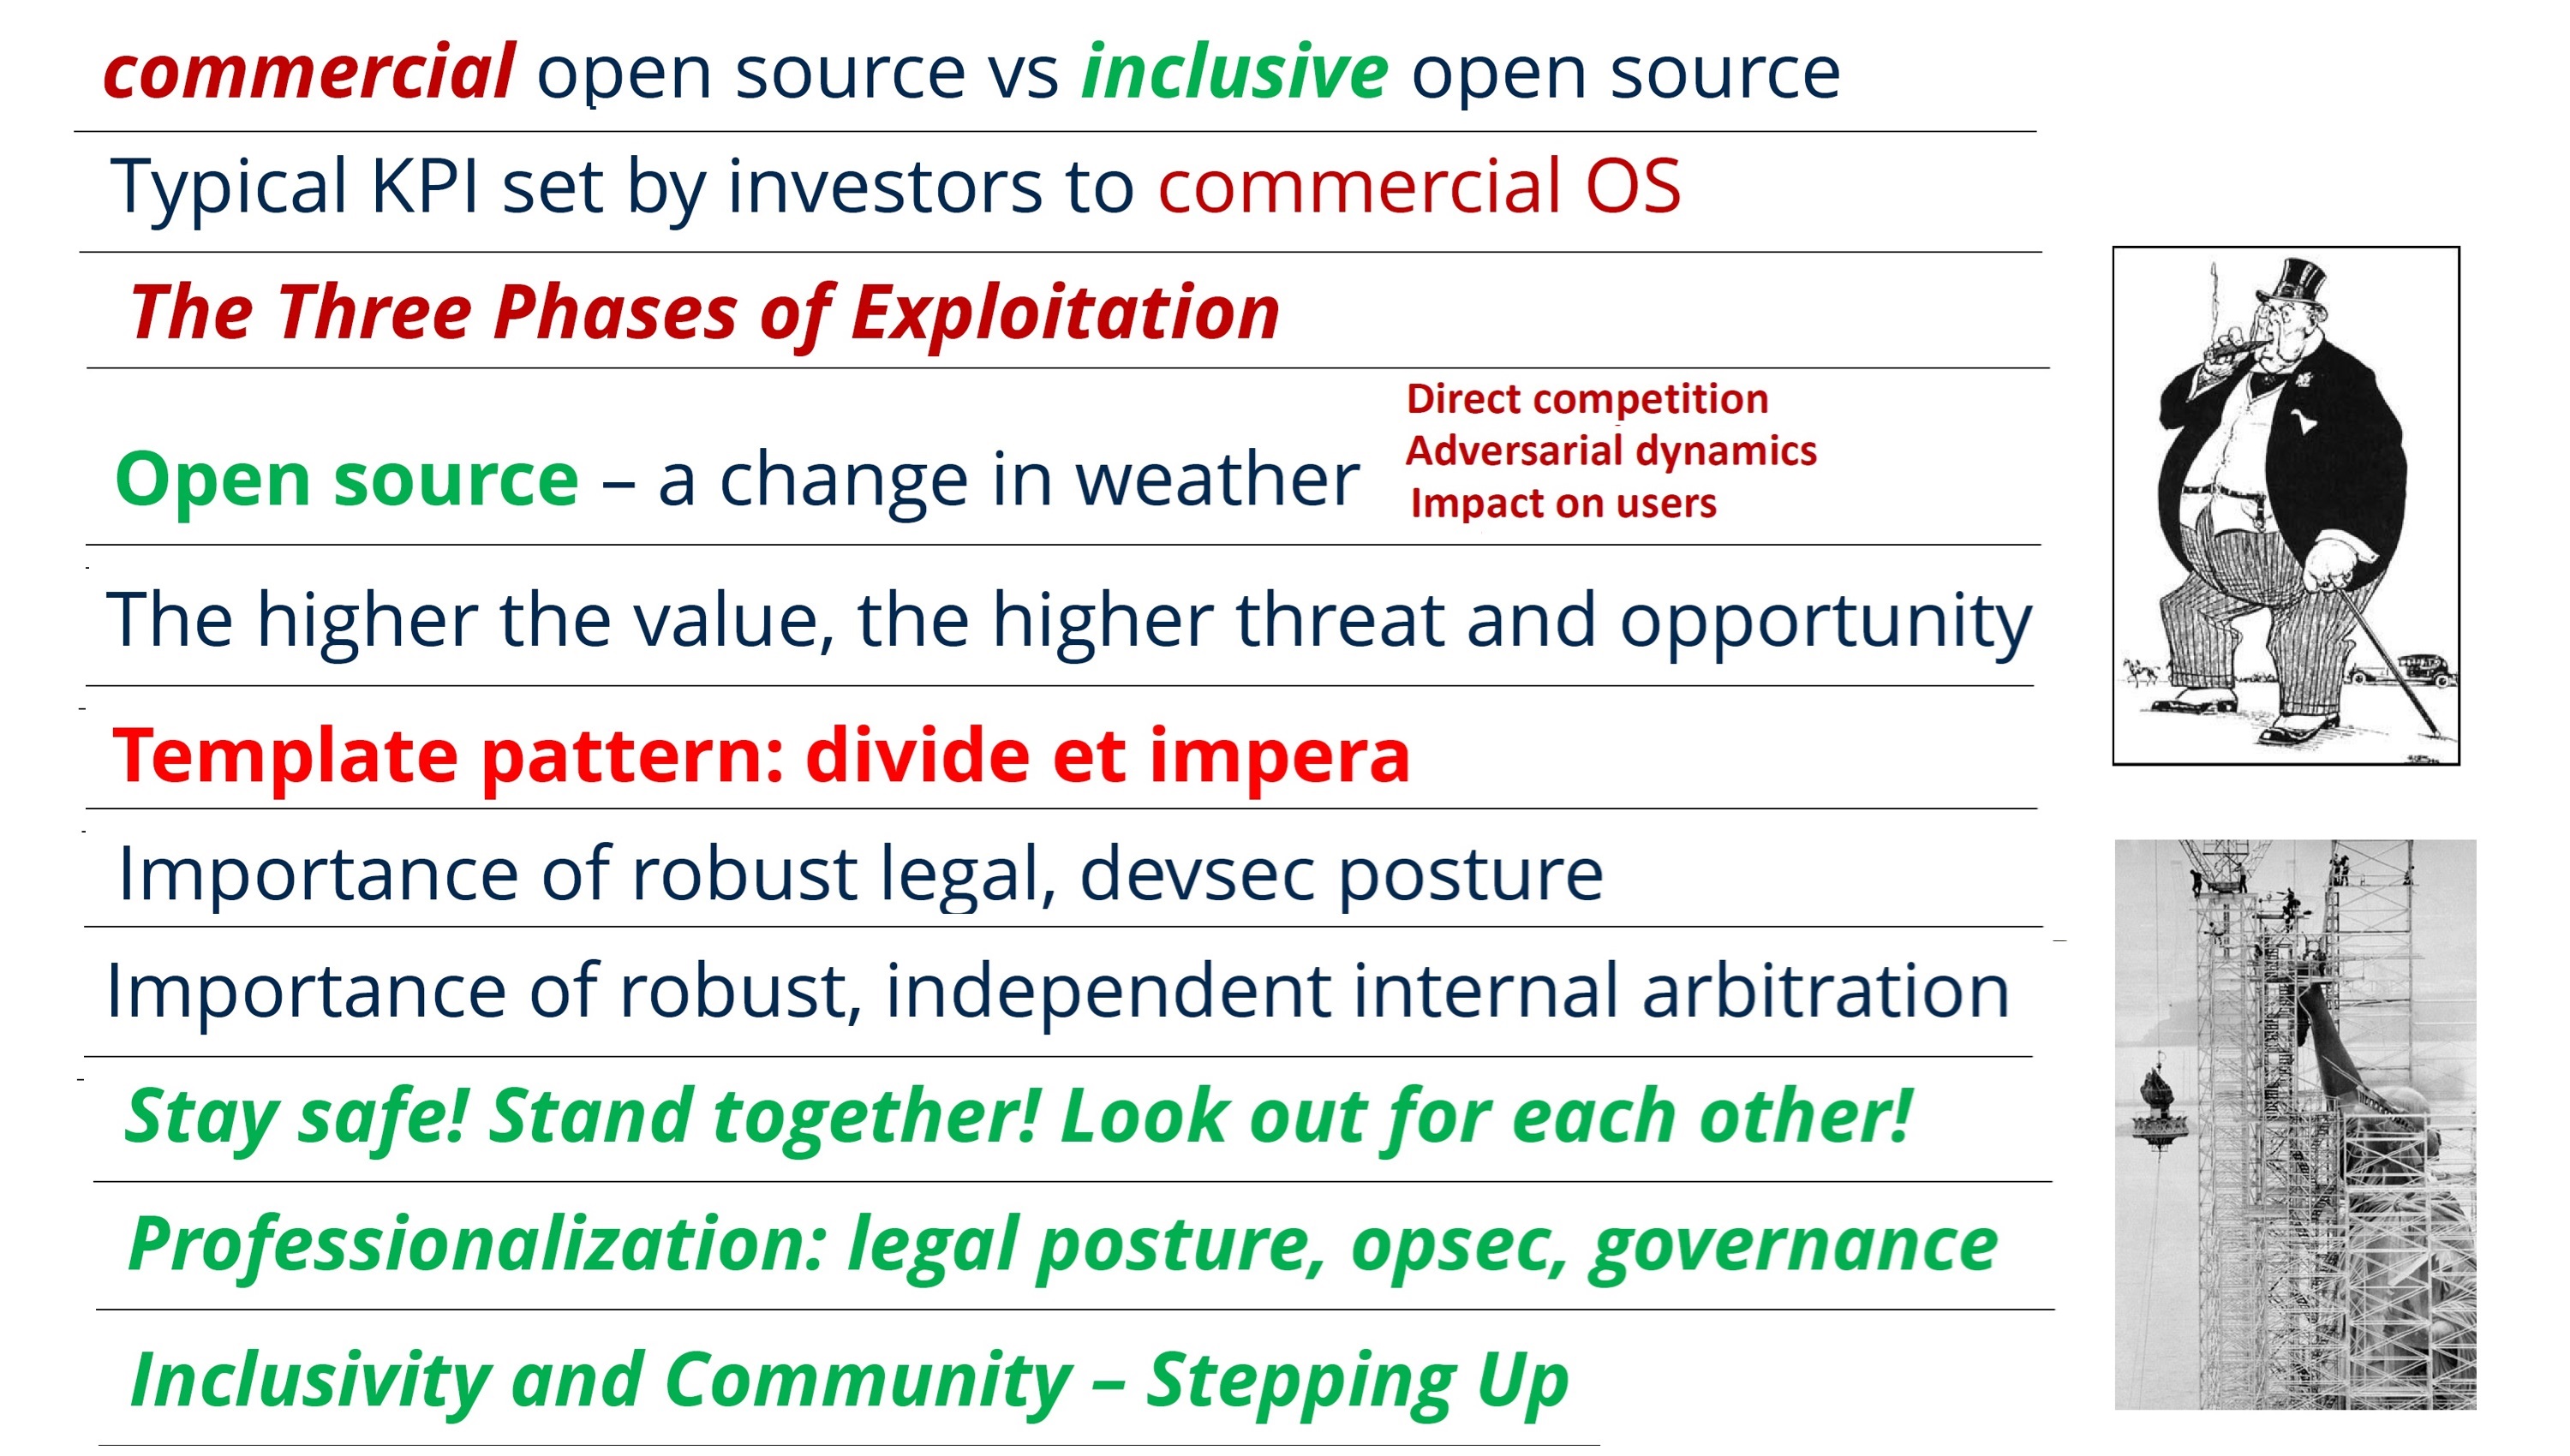 commercial open source vs inclusive open source
Typical KPI set by investors to commercial OS
The Three Phases of Exploitation
Direct competition
Adversarial dynamics
Impact on users
Open source – a change in weather
The higher the value, the higher threat and opportunity
Template pattern: divide et impera
Importance of robust legal, devsec posture
Importance of robust, independent internal arbitration
Stay safe! Stand together! Look out for each other!
Professionalization: legal posture, opsec, governance
Inclusivity and Community – Stepping Up